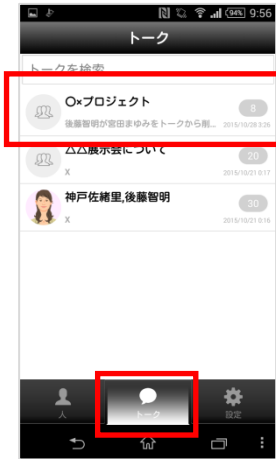 94% 9:56
トーク
トークを検索
〇×プロジェクト
8
後藤智明が宮田まゆみをトークから削... 2015/10/28 3:26
△△展示会について
20
x 2015/10/21 0:17
神戸佐緒里,後藤智明
30
x 2015/10/21 0:16
人 トーク 設定